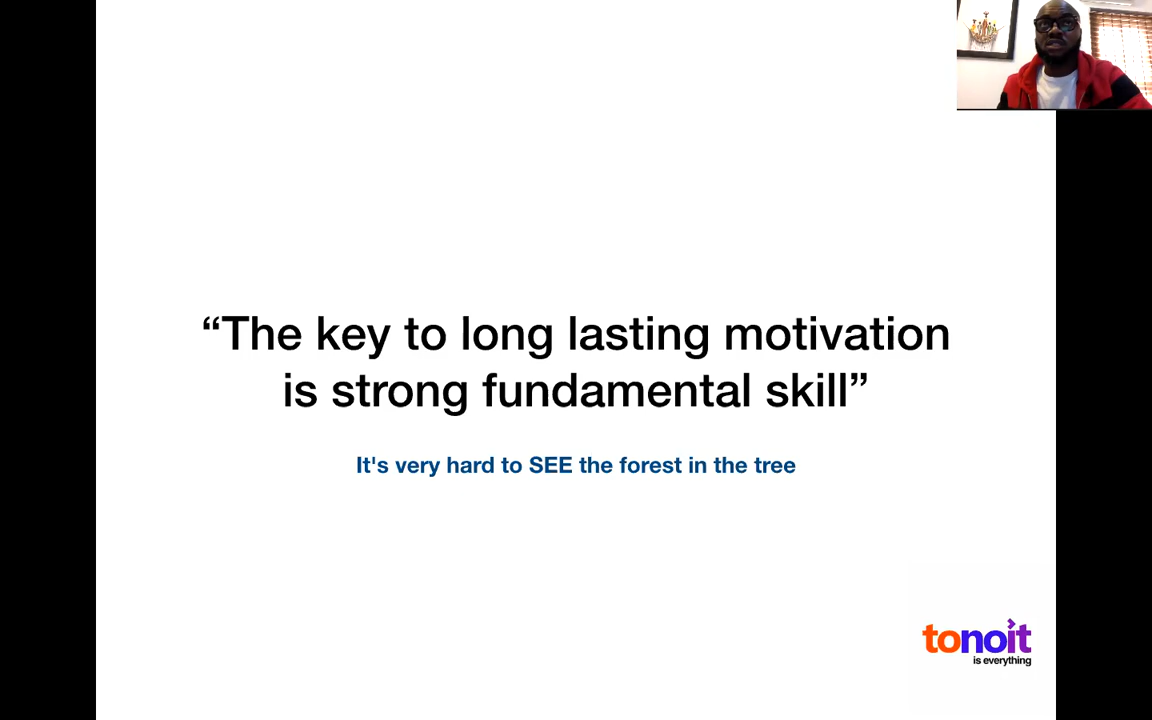 “The key to long lasting motivation
is strong fundamental skill”
It's very hard to SEE the forest in the tree
tonoit
is everything